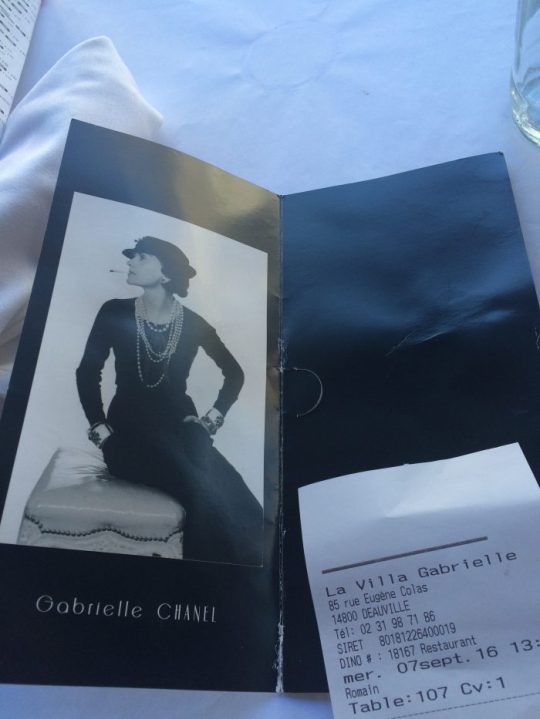 Gabrielle CHANEL
La Villa Gabrielle
85 rue Eugène Colas
14800 DEAUVILLE
Tél: 02 31 98 71 86
SIRET 80181226400019
DINO # : 18167 Restaurant
mer. 07sept.16 13:
Romain
Table:107 Cv:1